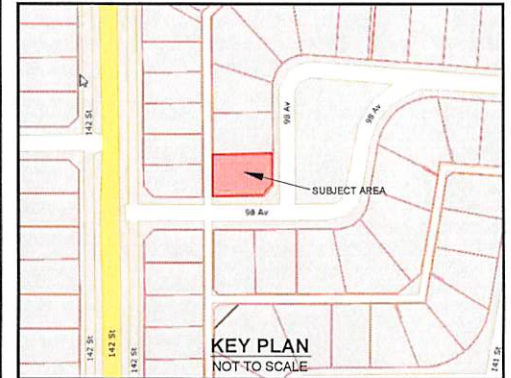 142 St
98 Av
98 Av
SUBJECT AREA
98 Av
KEY PLAN
NOT TO SCALE
142 St
142 St
142 St
141 St